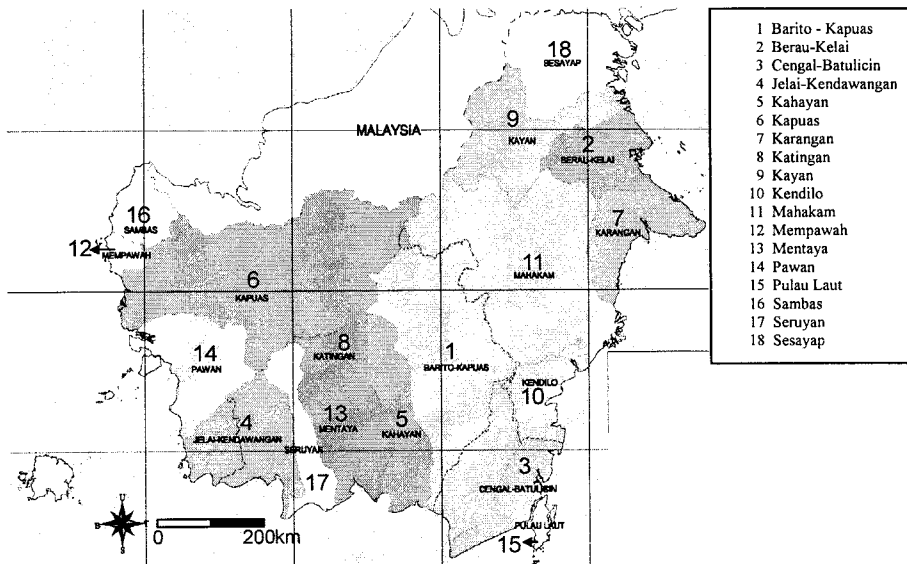 18
BESAYAP
MALAYSIA
9
KAYAN
2
BERAU-KELAI
16
SAMBAS
12
MEMPAWAH
7
KARANGAN
11
MAHAKAM
6
KAPUAS
14
PAWAN
8
KATINGAN
1
BARITO-KAPUAS
KENDILO
10
4
JELAI-KENDAWANGAN
13
MENTAYA
5
KAHAYAN
SERUYAN
17
3
CENGAL-BATULICIN
PULAU LAUT
15
U
B
T
S
0
200km
1 Barito - Kapuas
2 Berau-Kelai
3 Cengal-Batulicin
4 Jelai-Kendawangan
5 Kahayan
6 Kapuas
7 Karangan
8 Katingan
9 Kayan
10 Kendilo
11 Mahakam
12 Mempawah
13 Mentaya
14 Pawan
15 Pulau Laut
16 Sambas
17 Seruyan
18 Sesayap